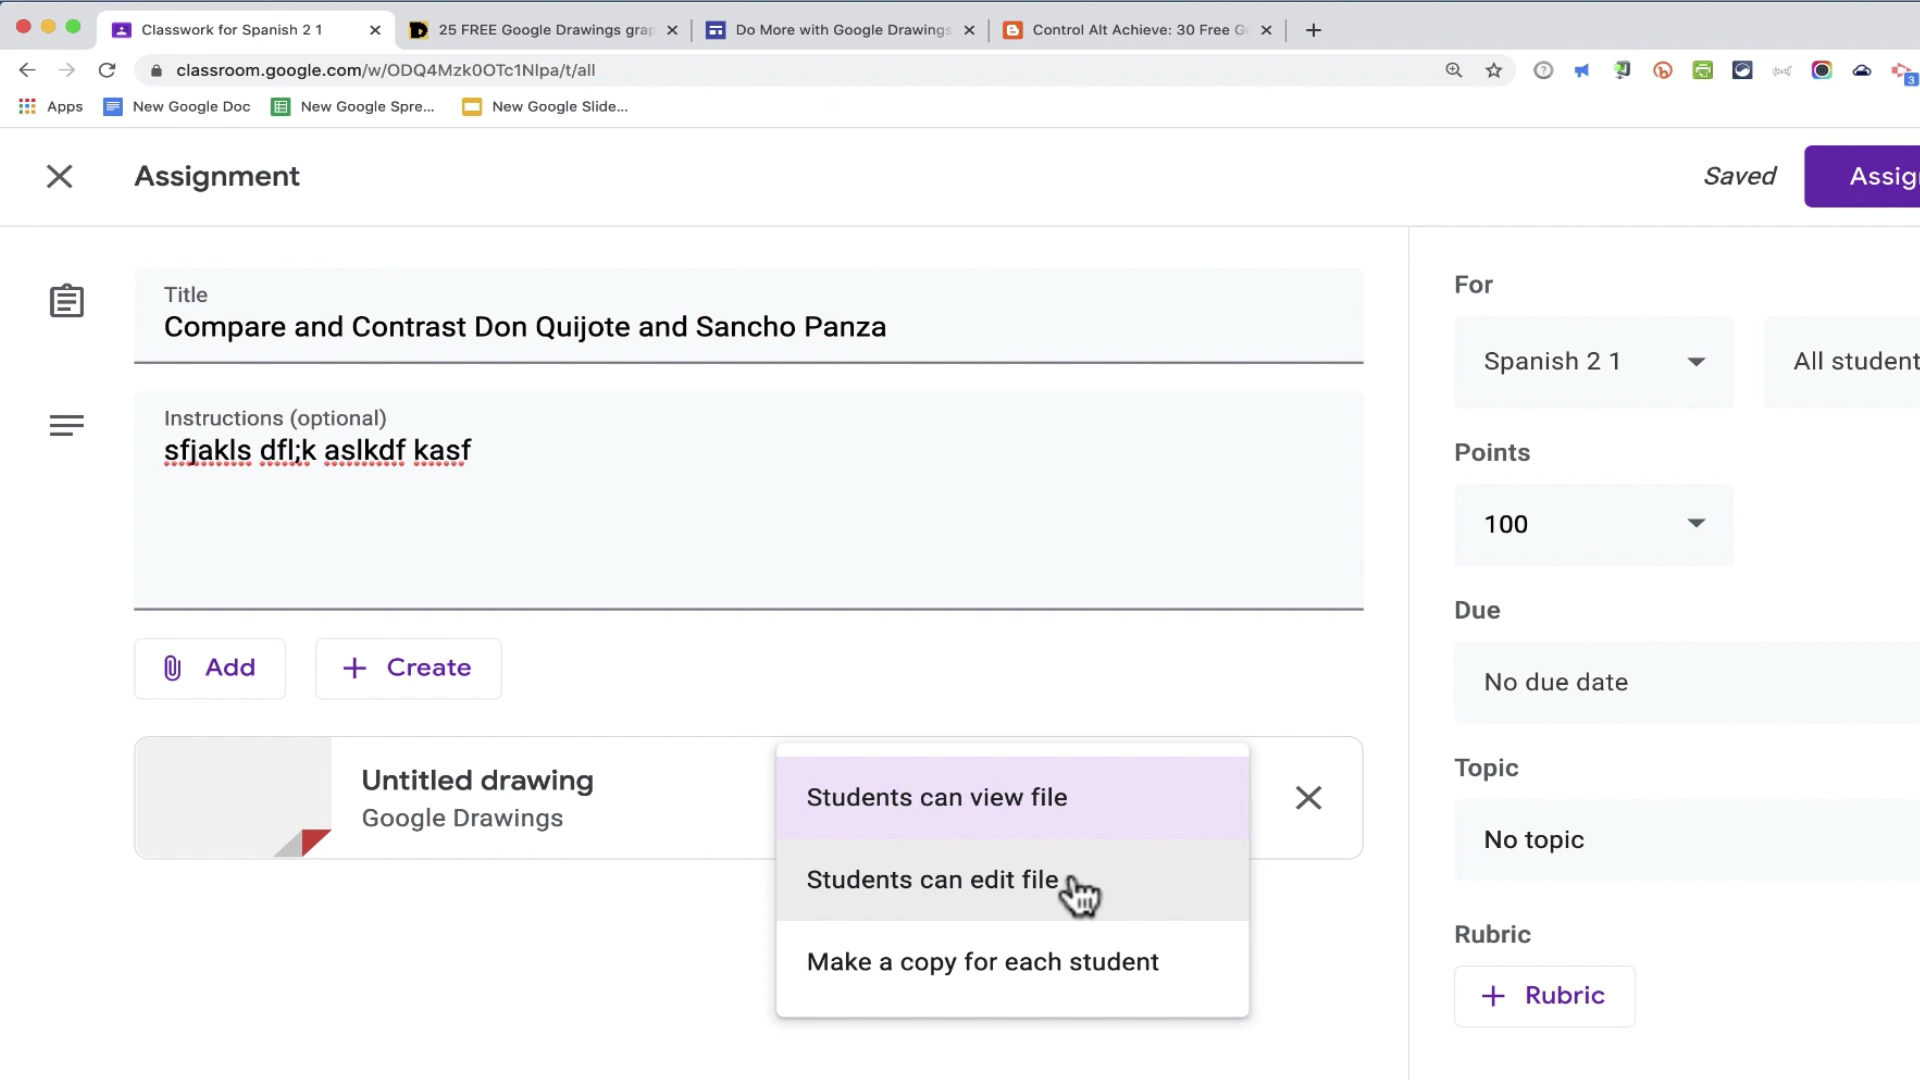 Classwork for Spanish 2 1
25 FREE Google Drawings grap
Do More with Google Drawings
Control Alt Achieve: 30 Free Go
classroom.google.com/w/ODQ4Mzk0OTc1Nlpa/t/all
Apps
New Google Doc
New Google Spre...
New Google Slide...
3
Assignment
Saved
Assign
Title
Compare and Contrast Don Quijote and Sancho Panza
Instructions (optional)
sfjakls dfl;k aslkdf kasf
Add
Create
Untitled drawing
Google Drawings
Students can view file
Students can edit file
Make a copy for each student
For
Spanish 2 1
All student
Points
100
Due
No due date
Topic
No topic
Rubric
Rubric